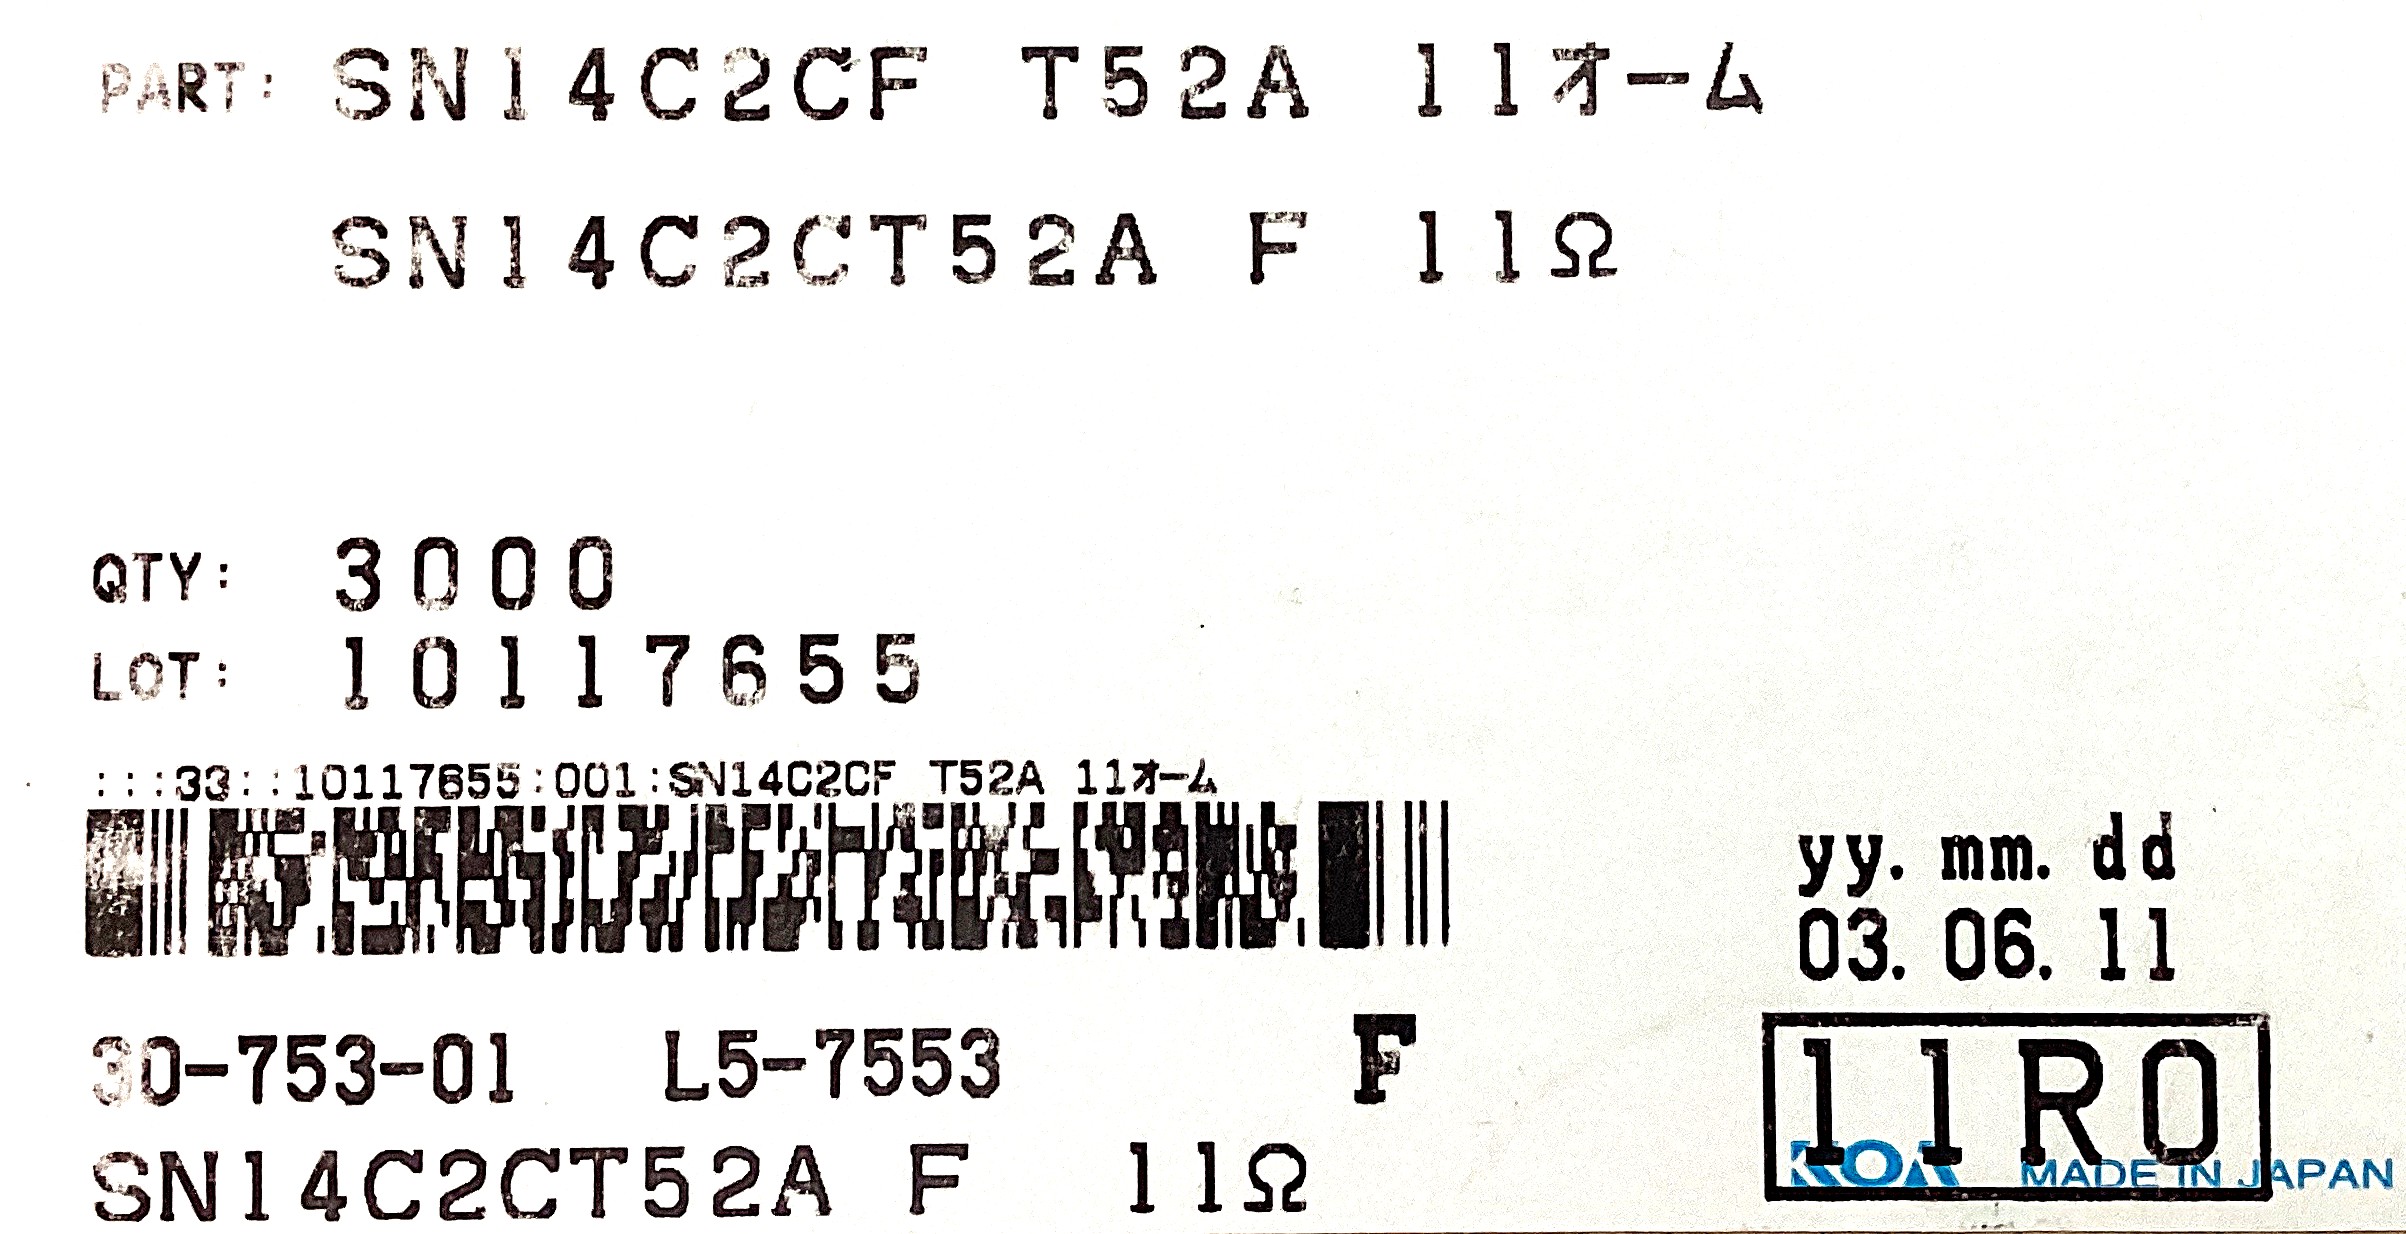 PART: SN14C2CF T52A 11オーム
SN14C2CT52A F 11Ω
QTY: 3000
LOT: 10117655
:::33::10117655:001:SN14C2CF T52A 11オーム
yy. mm. dd
03. 06. 11
30-753-01 L5-7553 F
11R0
SN14C2CT52A F 11Ω
KOA MADE IN JAPAN